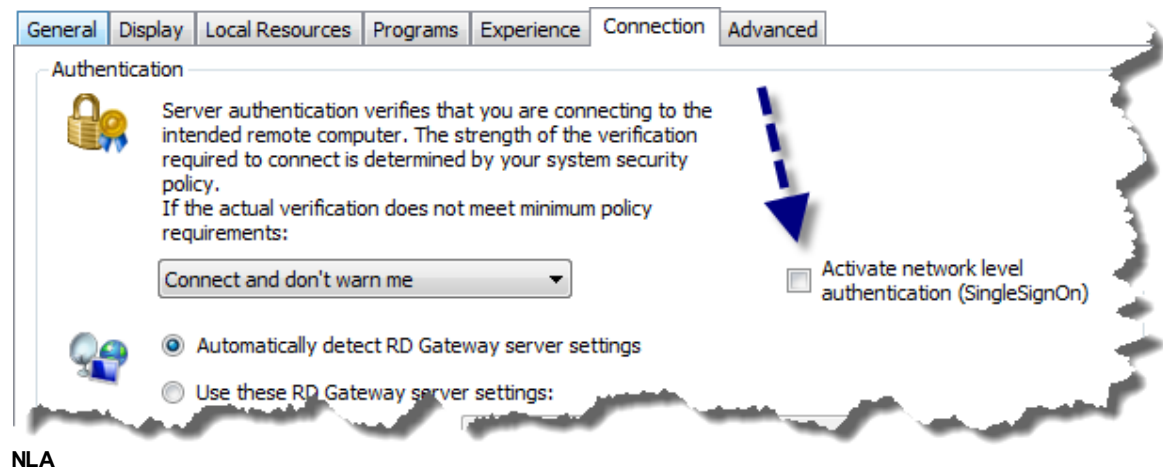 General Display Local Resources Programs Experience Connection Advanced
Authentication
Server authentication verifies that you are connecting to the
intended remote computer. The strength of the verification
required to connect is determined by your system security
policy.
If the actual verification does not meet minimum policy
requirements:
Connect and don't warn me
Activate network level
authentication (SingleSignOn)
Automatically detect RD Gateway server settings
Use these RD Gateway server settings:
NLA